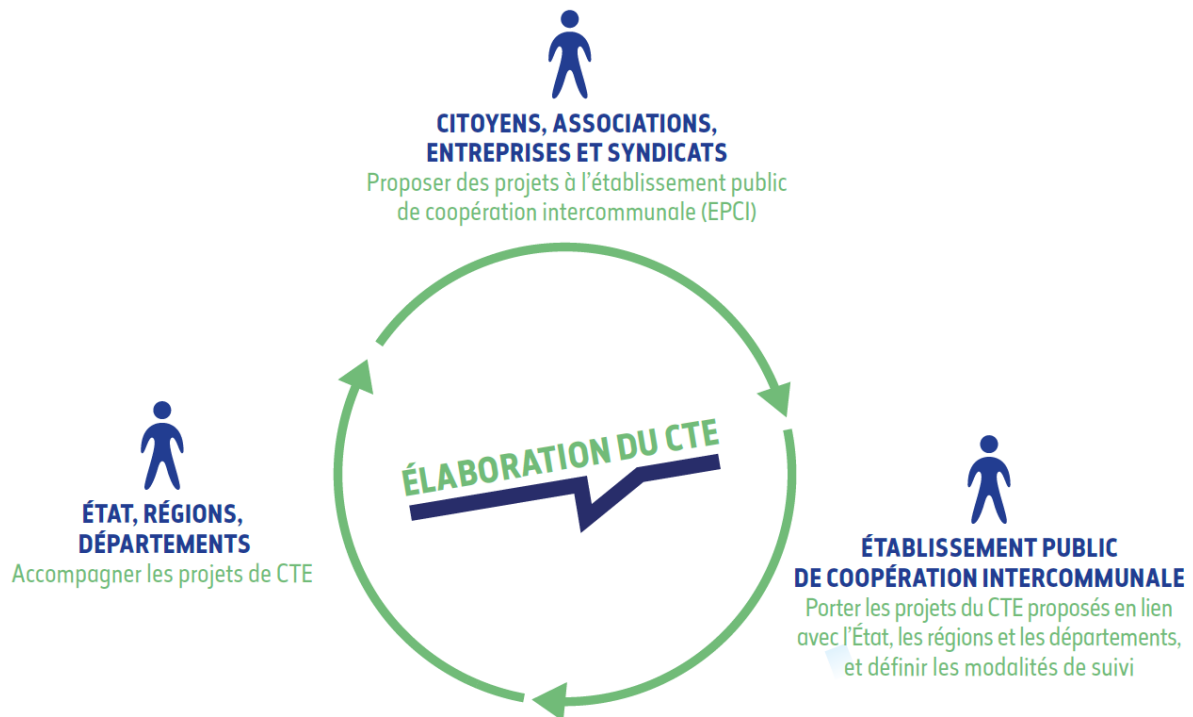 CITOYENS, ASSOCIATIONS,
ENTREPRISES ET SYNDICATS
Proposer des projets à l'établissement public
de coopération intercommunale (EPCI)
ÉLABORATION DU CTE
ÉTAT, RÉGIONS,
DÉPARTEMENTS
Accompagner les projets de CTE
ÉTABLISSEMENT PUBLIC
DE COOPÉRATION INTERCOMMUNALE
Porter les projets du CTE proposés en lien
avec l'État, les régions et les départements,
et définir les modalités de suivi